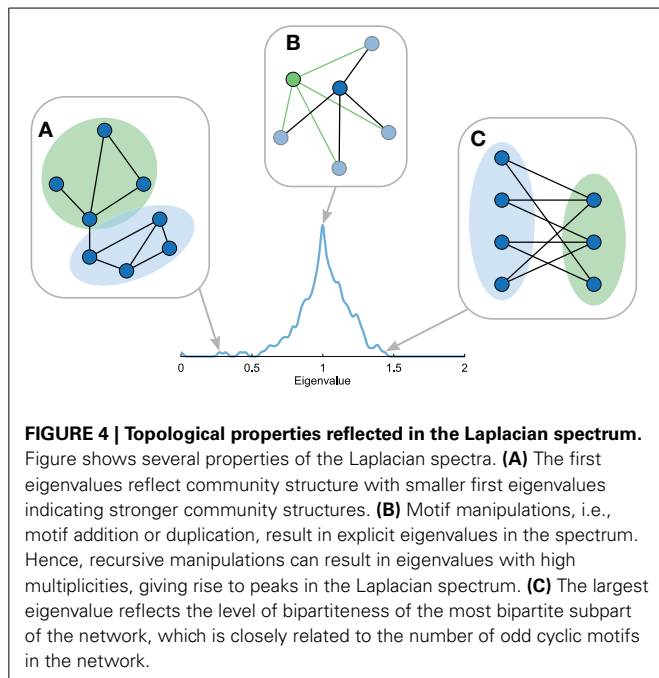 B
A
C
0
0.5
1
1.5
2
Eigenvalue
FIGURE 4 | Topological properties reflected in the Laplacian spectrum.
Figure shows several properties of the Laplacian spectra. (A) The first
eigenvalues reflect community structure with smaller first eigenvalues
indicating stronger community structures. (B) Motif manipulations, i.e.,
motif addition or duplication, result in explicit eigenvalues in the spectrum.
Hence, recursive manipulations can result in eigenvalues with high
multiplicities, giving rise to peaks in the Laplacian spectrum. (C) The largest
eigenvalue reflects the level of bipartiteness of the most bipartite subpart
of the network, which is closely related to the number of odd cyclic motifs
in the network.